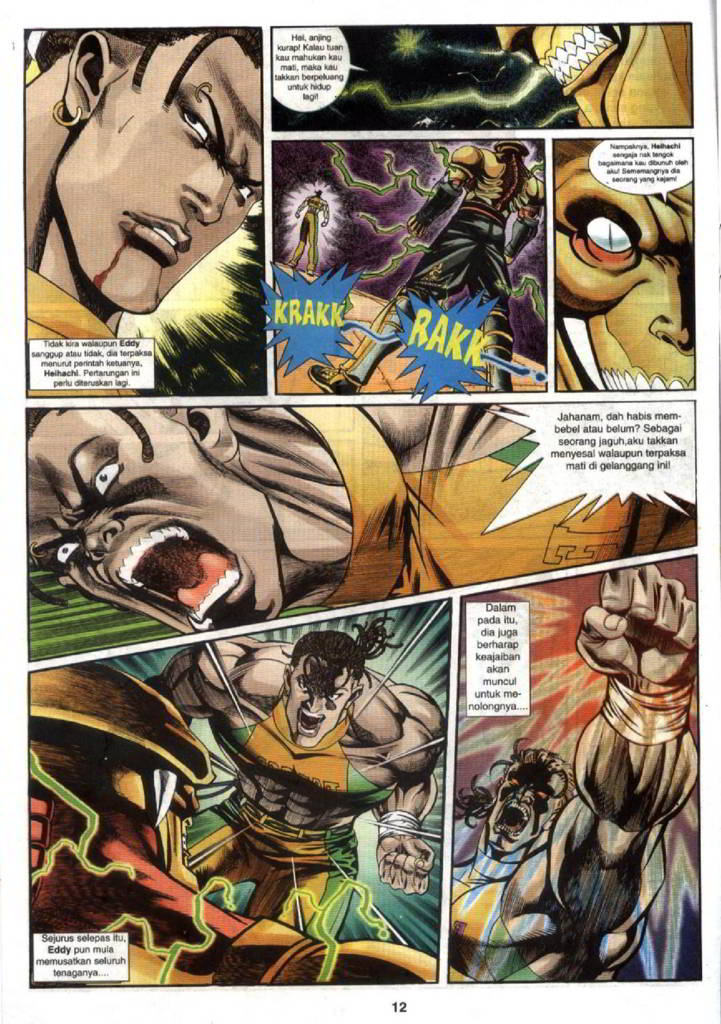 Hei, anjing
kurap! Kalau tuan
kau mahukan kau
mati, maka kau
takkan berpeluang
untuk hidup
lagi!
Tidak kira walaupun Eddy
sanggup atau tidak, dia terpaksa
menurut perintah ketuanya,
Heihachi. Pertarungan ini
perlu diteruskan lagi.
KRAKK
RAKK
Nampaknya, Heihachi
sengaja nak tengok
bagaimana kau dibunuh oleh
aku! Sememangnya dia
seorang yang kejam!
Jahanam, dah habis mem-
bebel atau belum? Sebagai
seorang jaguh,aku takkan
menyesal walaupun terpaksa
mati di gelanggang ini!
Sejurus selepas itu,
Eddy pun mula
memusatkan seluruh
tenaganya....
Dalam
pada itu,
dia juga
berharap
keajaiban
akan
muncul
untuk me-
nolongnya....
12